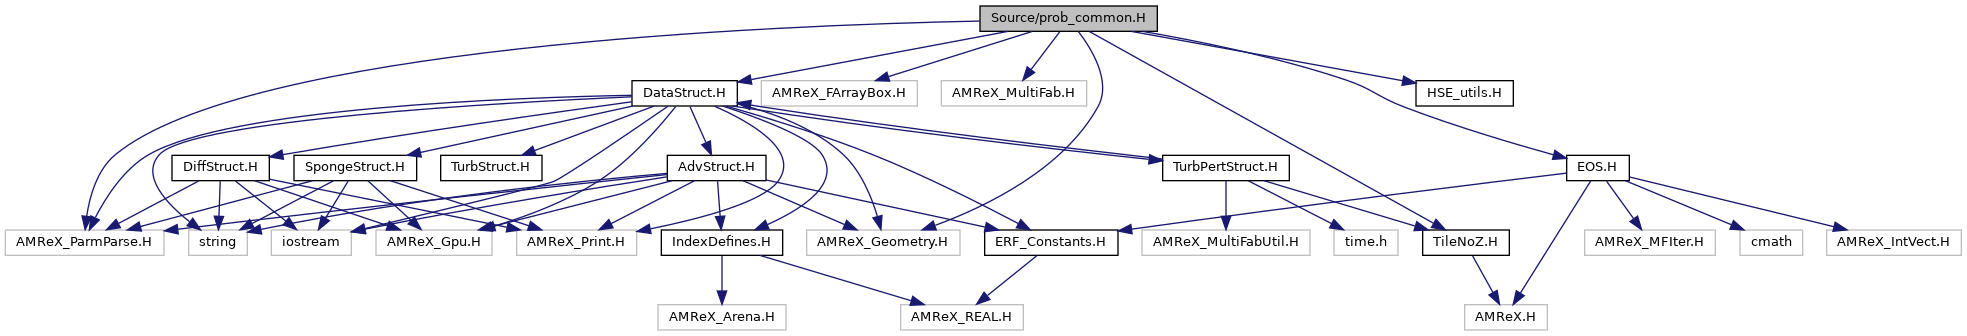 Source/prob_common.H
DataStruct.H
AMReX_FArrayBox.H
AMReX_MultiFab.H
HSE_utils.H
DiffStruct.H
SpongeStruct.H
TurbStruct.H
AdvStruct.H
TurbPertStruct.H
EOS.H
AMReX_ParmParse.H
string
iostream
AMReX_Gpu.H
AMReX_Print.H
IndexDefines.H
AMReX_Geometry.H
ERF_Constants.H
AMReX_MultiFabUtil.H
time.h
TileNoZ.H
AMReX_MFIter.H
cmath
AMReX_IntVect.H
AMReX_Arena.H
AMReX_REAL.H
AMReX.H